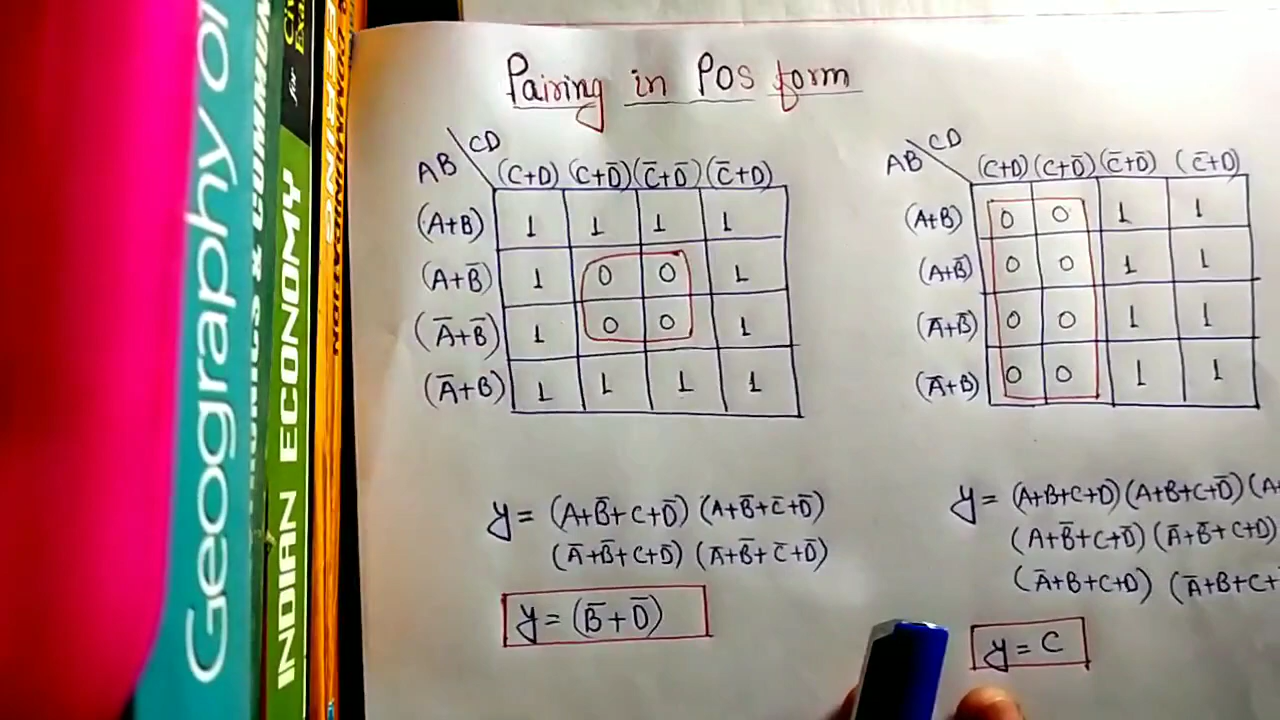 Geography of
INDIAN ECONOMY
for
Pairing in POS form
AB \ CD (C+D) (C+D̅) (C̅+D̅) (C̅+D)
(A+B) 1 1 1 1
(A+B̅) 1 0 0 1
(A̅+B̅) 1 0 0 1
(A̅+B) 1 1 1 1
y = (A+B̅+C+D̅) (A+B̅+C̅+D̅)
(A̅+B̅+C+D̅) (A̅+B̅+C̅+D̅)
y = (B̅+D̅)
AB \ CD (C+D) (C+D̅) (C̅+D̅) (C̅+D)
(A+B) 0 0 1 1
(A+B̅) 0 0 1 1
(A̅+B̅) 0 0 1 1
(A̅+B) 0 0 1 1
y = (A+B+C+D) (A+B+C+D̅) (A+
(A+B̅+C+D̅) (A̅+B̅+C+D)
(A̅+B+C+D) (A̅+B+C+
y = C